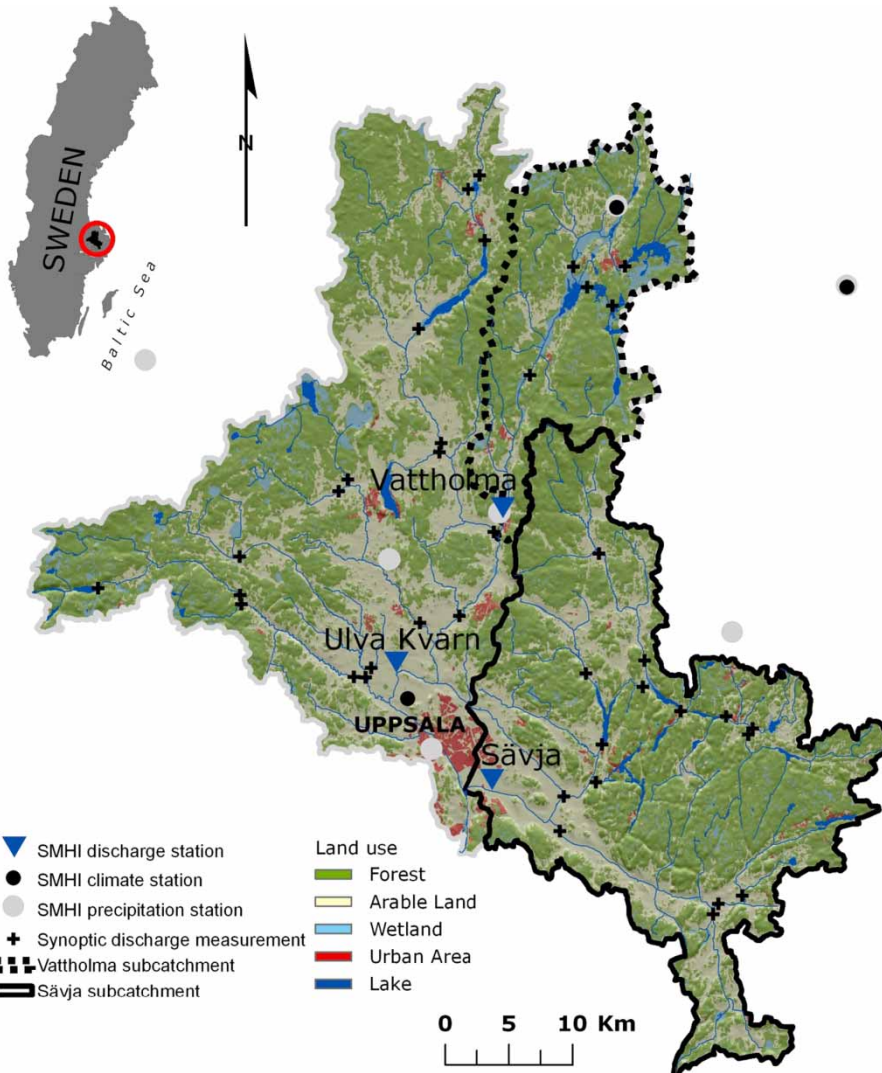 N
SWEDEN
Baltic Sea
Vattholma
Ulva Kvarn
UPPSALA
Sävja
SMHI discharge station
SMHI climate station
SMHI precipitation station
Synoptic discharge measurement
Vattholma subcatchment
Sävja subcatchment
Land use
Forest
Arable Land
Wetland
Urban Area
Lake
0 5 10 Km